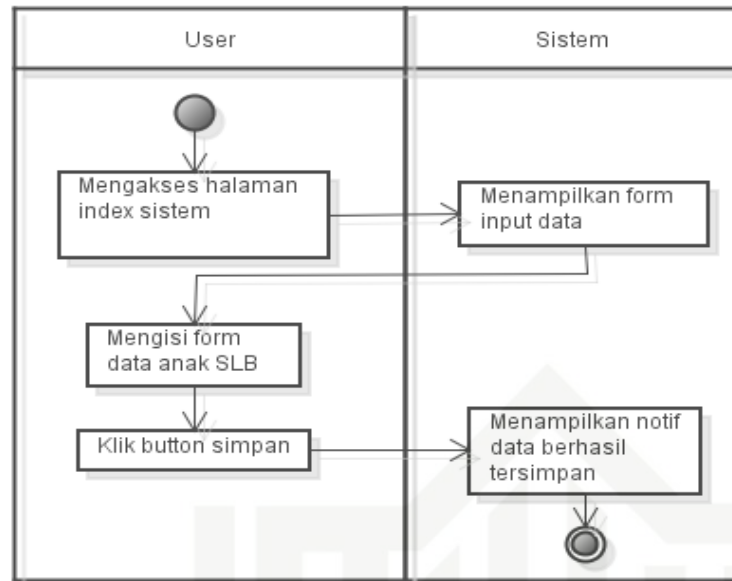 User
Sistem
Mengakses halaman
index sistem
Menampilkan form
input data
Mengisi form
data anak SLB
Klik button simpan
Menampilkan notif
data berhasil
tersimpan